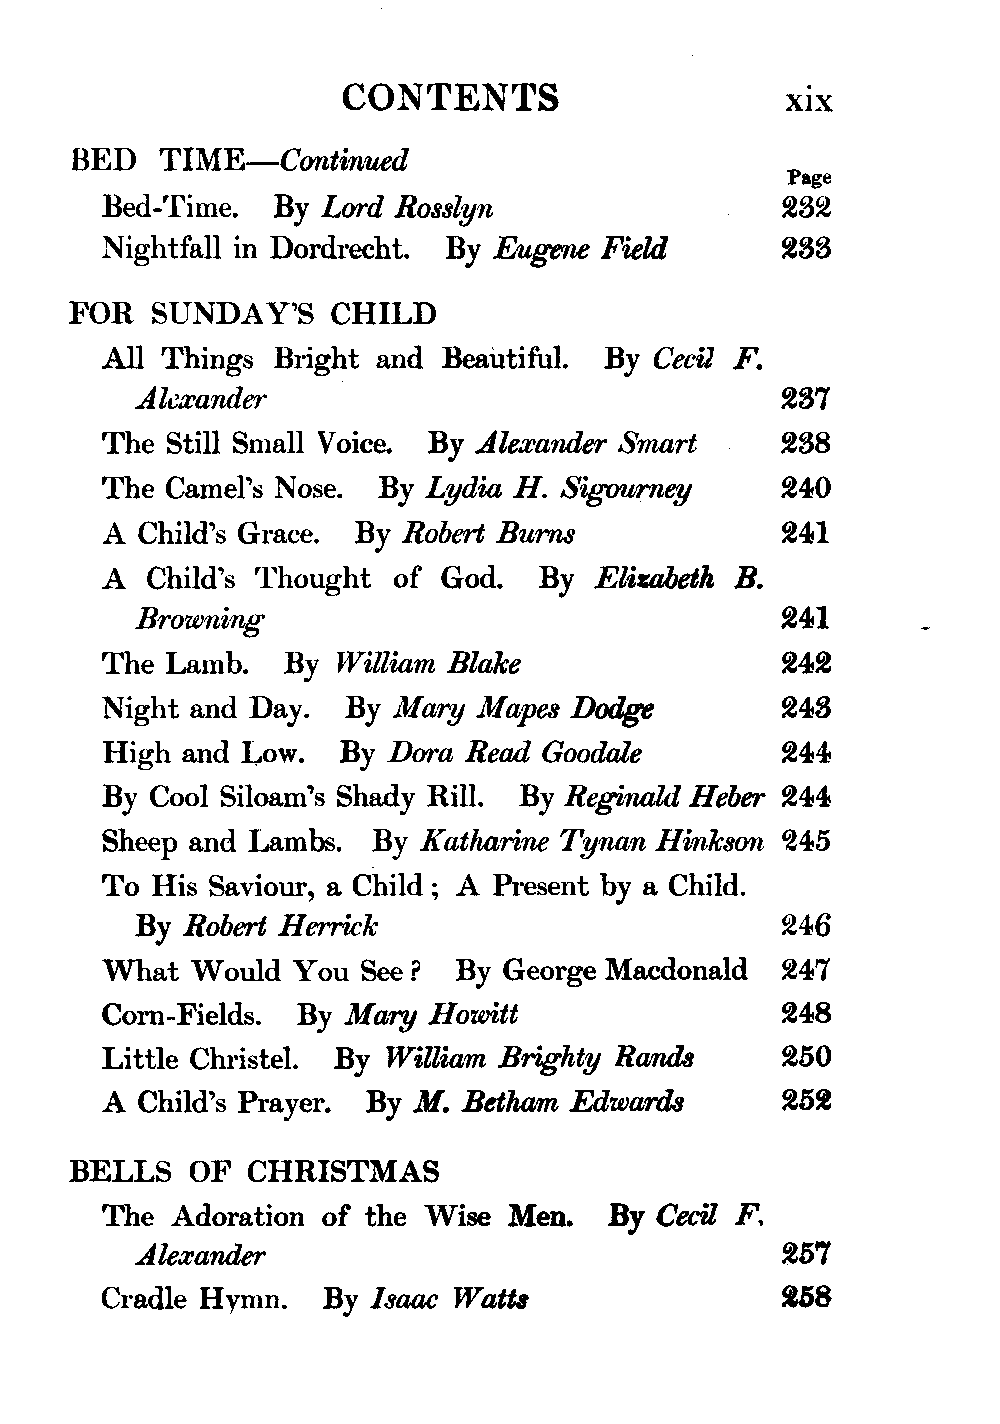 CONTENTS xix
BED TIME—Continued
Page
Bed-Time. By Lord Rosslyn 232
Nightfall in Dordrecht. By Eugene Field 233
FOR SUNDAY'S CHILD
All Things Bright and Beautiful. By Cecil F.
Alexander 237
The Still Small Voice. By Alexander Smart 238
The Camel's Nose. By Lydia H. Sigourney 240
A Child's Grace. By Robert Burns 241
A Child's Thought of God. By Elizabeth B.
Browning 241
The Lamb. By William Blake 242
Night and Day. By Mary Mapes Dodge 243
High and Low. By Dora Read Goodale 244
By Cool Siloam's Shady Rill. By Reginald Heber 244
Sheep and Lambs. By Katharine Tynan Hinkson 245
To His Saviour, a Child; A Present by a Child.
By Robert Herrick 246
What Would You See? By George Macdonald 247
Corn-Fields. By Mary Howitt 248
Little Christel. By William Brighty Rands 250
A Child's Prayer. By M. Betham Edwards 252
BELLS OF CHRISTMAS
The Adoration of the Wise Men. By Cecil F.
Alexander 257
Cradle Hymn. By Isaac Watts 258